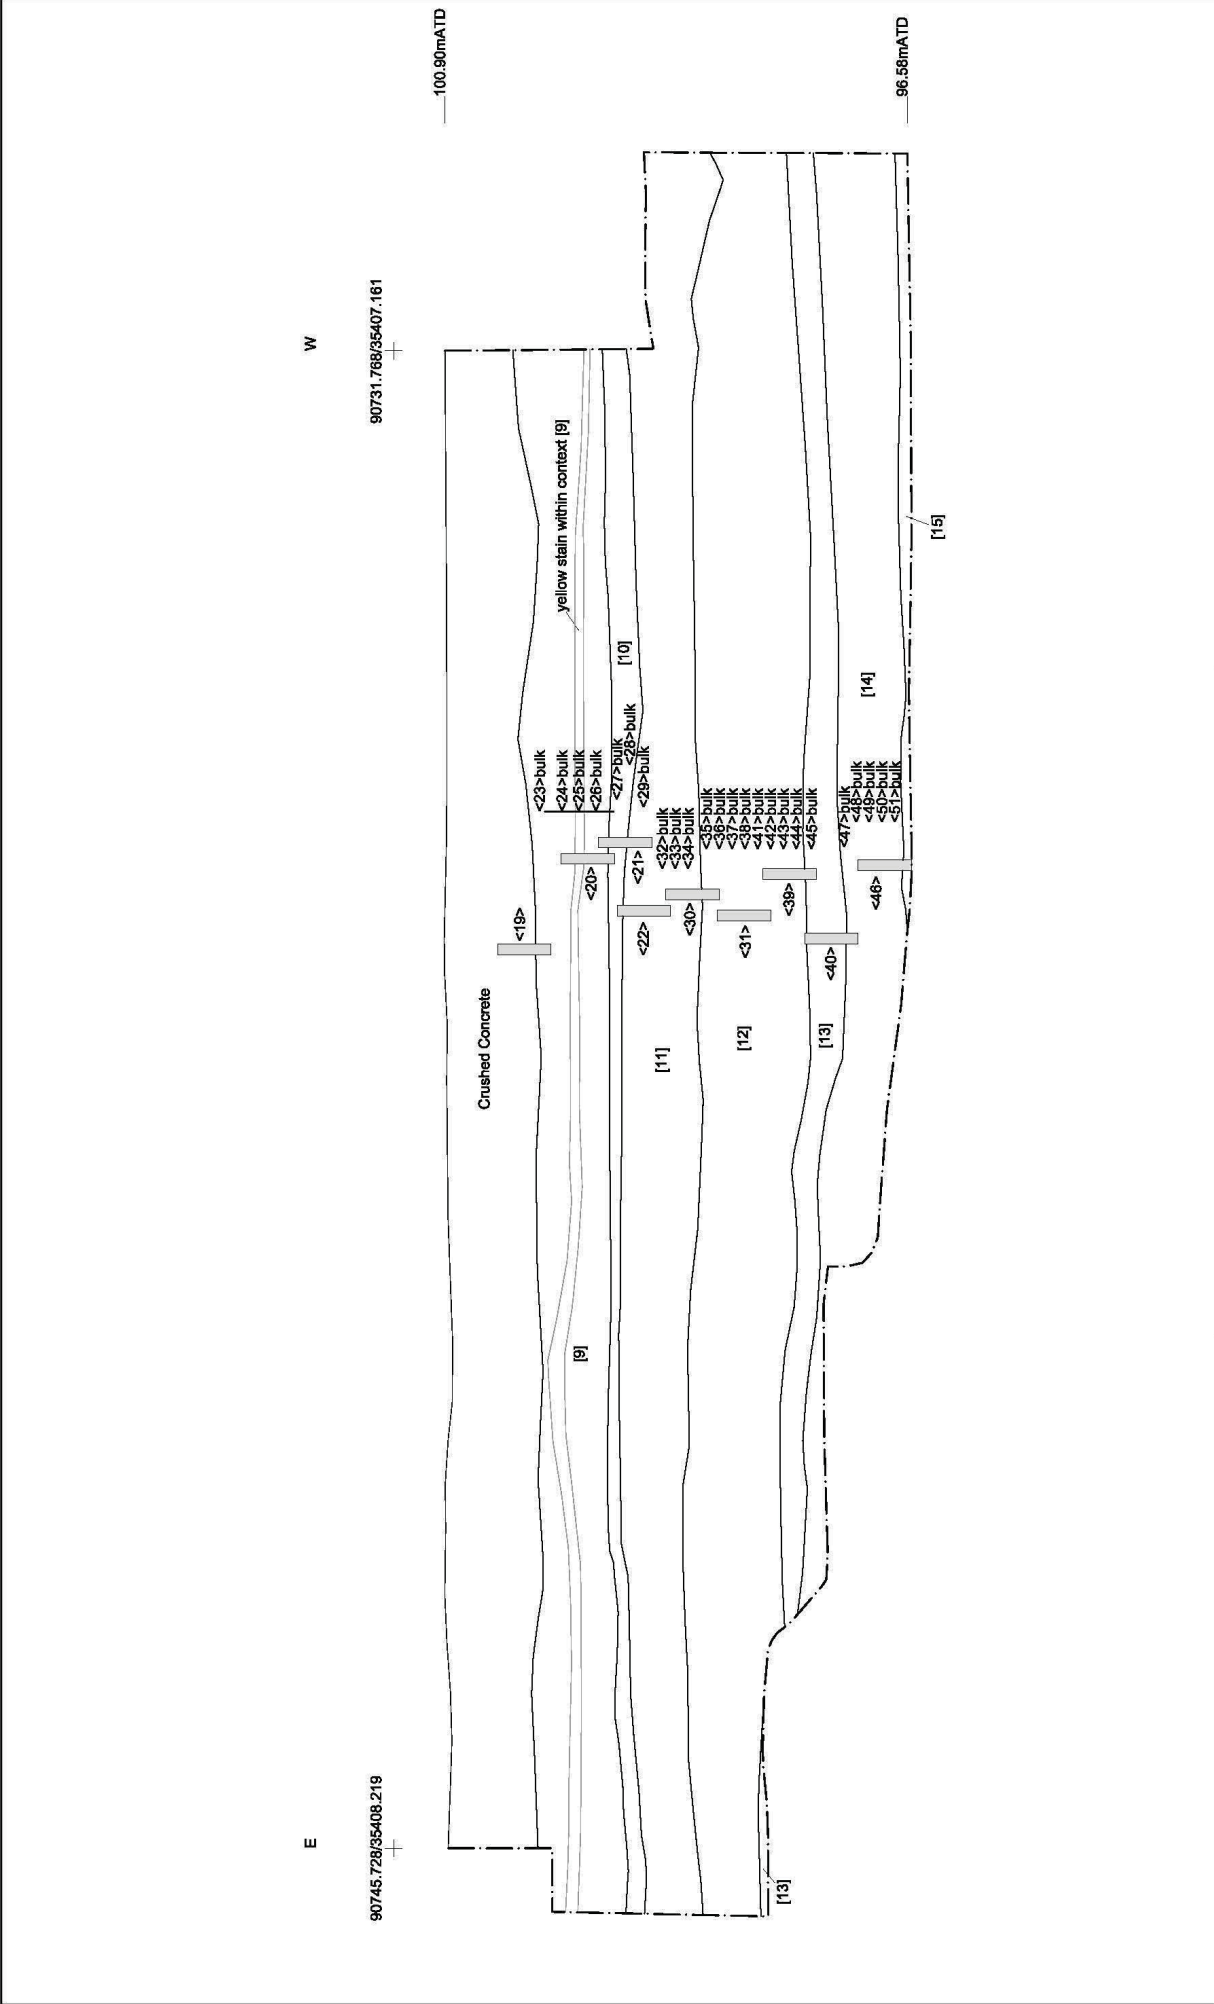 E
W
90745.728/35408.219
90731.768/35407.161
100.90mATD
Crushed Concrete
<19>
<23>bulk
yellow stain within context [9]
<24>bulk
<25>bulk
[9]
<20>
<26>bulk
<27>bulk
[10]
<28>bulk
<21>
<29>bulk
<22>
[11]
<32>bulk
<33>bulk
<34>bulk
<30>
<35>bulk
<36>bulk
<37>bulk
<38>bulk
[12]
<31>
<41>bulk
<42>bulk
<43>bulk
[13]
<39>
<44>bulk
<45>bulk
[13]
<40>
<47>bulk
<48>bulk
[14]
<49>bulk
<46>
<50>bulk
<51>bulk
96.58mATD
[15]